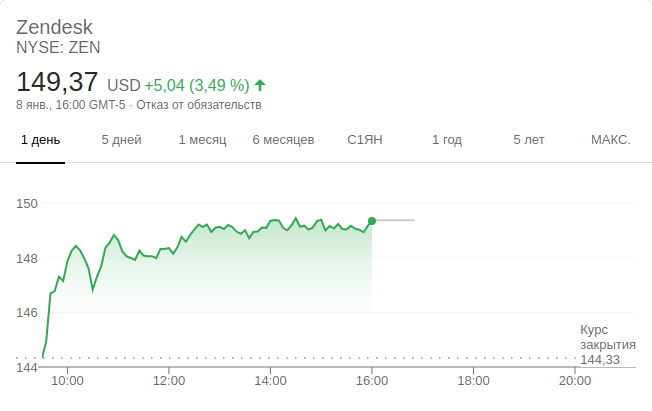 Zendesk
NYSE: ZEN
149,37 USD +5,04 (3,49 %)
8 янв., 16:00 GMT-5 · Отказ от обязательств
1 день 5 дней 1 месяц 6 месяцев С1ЯН 1 год 5 лет МАКС.
150
148
146
Курс
закрытия
144,33
144
10:00 12:00 14:00 16:00 18:00 20:00